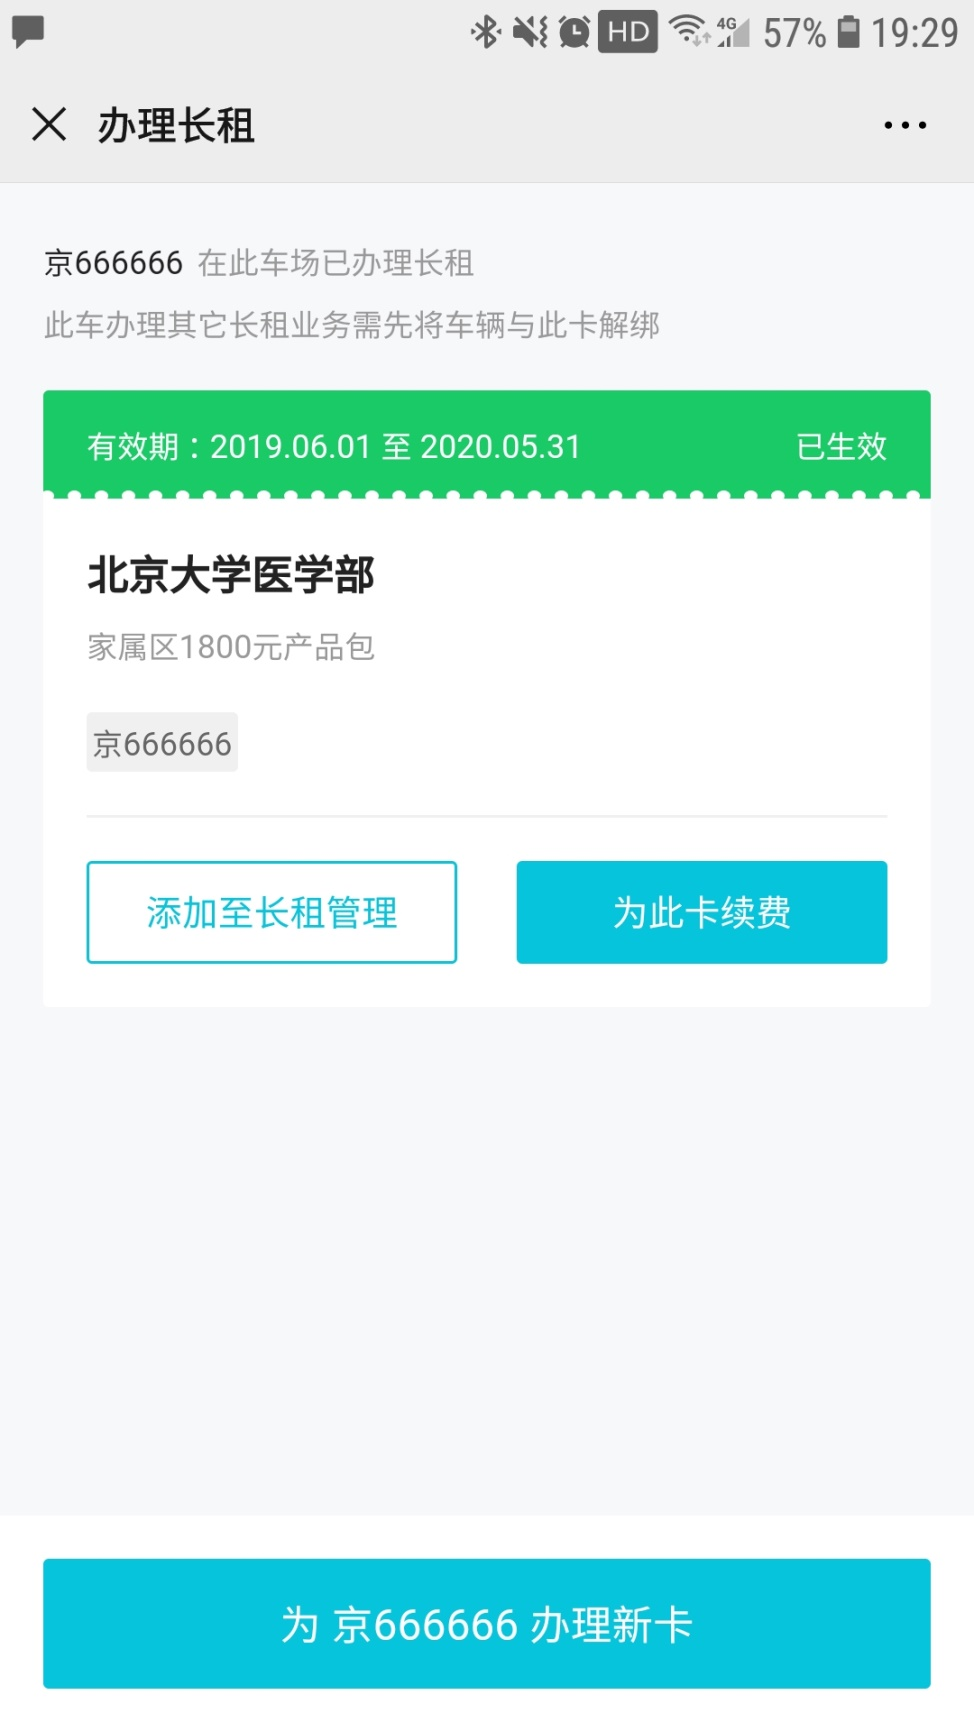 HD 4G 57% 19:29
办理长租
京666666 在此车场已办理长租
此车办理其它长租业务需先将车辆与此卡解绑
有效期：2019.06.01 至 2020.05.31 已生效
北京大学医学部
家属区1800元产品包
京666666
添加至长租管理 为此卡续费
为 京666666 办理新卡